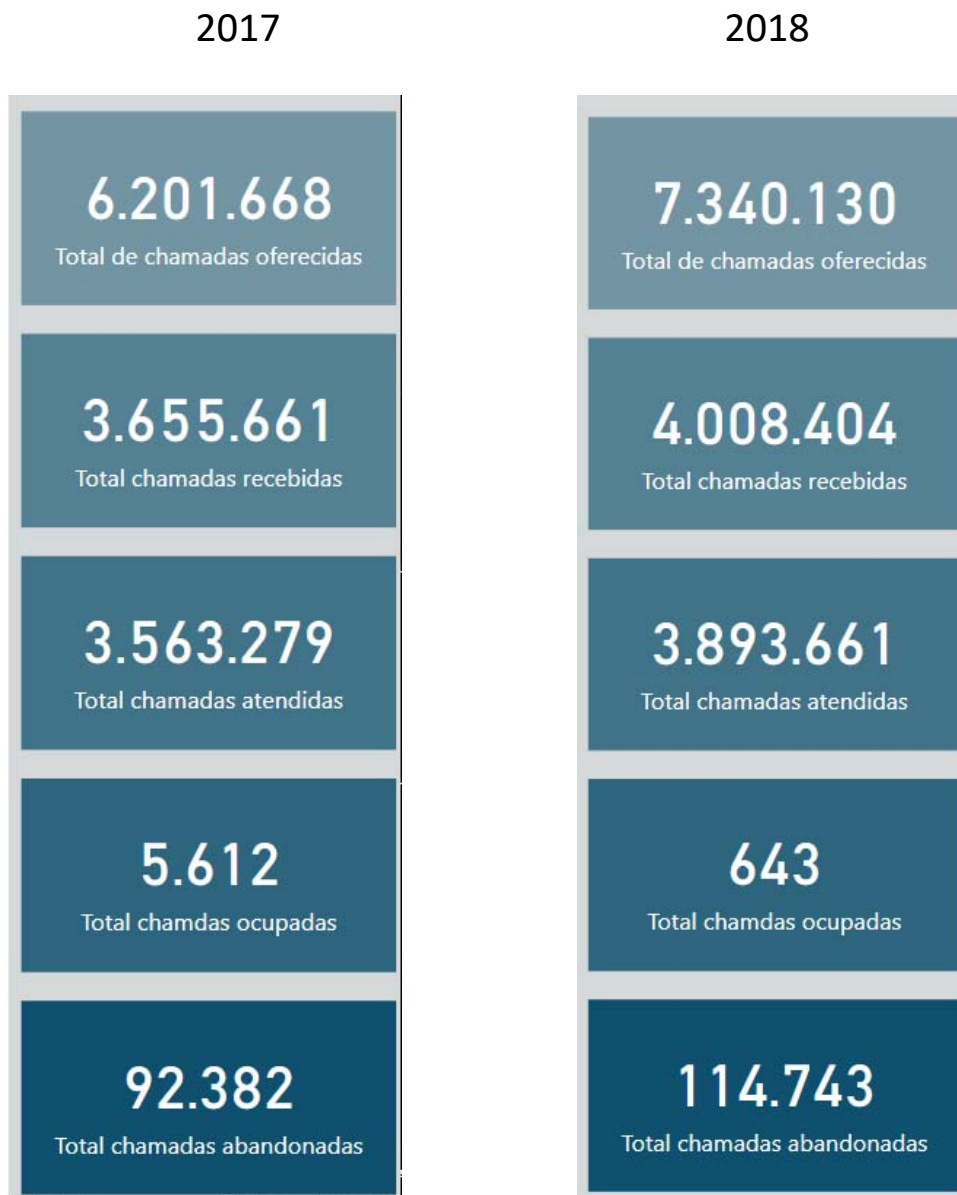 2017
6.201.668
Total de chamadas oferecidas
3.655.661
Total chamadas recebidas
3.563.279
Total chamadas atendidas
5.612
Total chamdas ocupadas
92.382
Total chamadas abandonadas
2018
7.340.130
Total de chamadas oferecidas
4.008.404
Total chamadas recebidas
3.893.661
Total chamadas atendidas
643
Total chamdas ocupadas
114.743
Total chamadas abandonadas